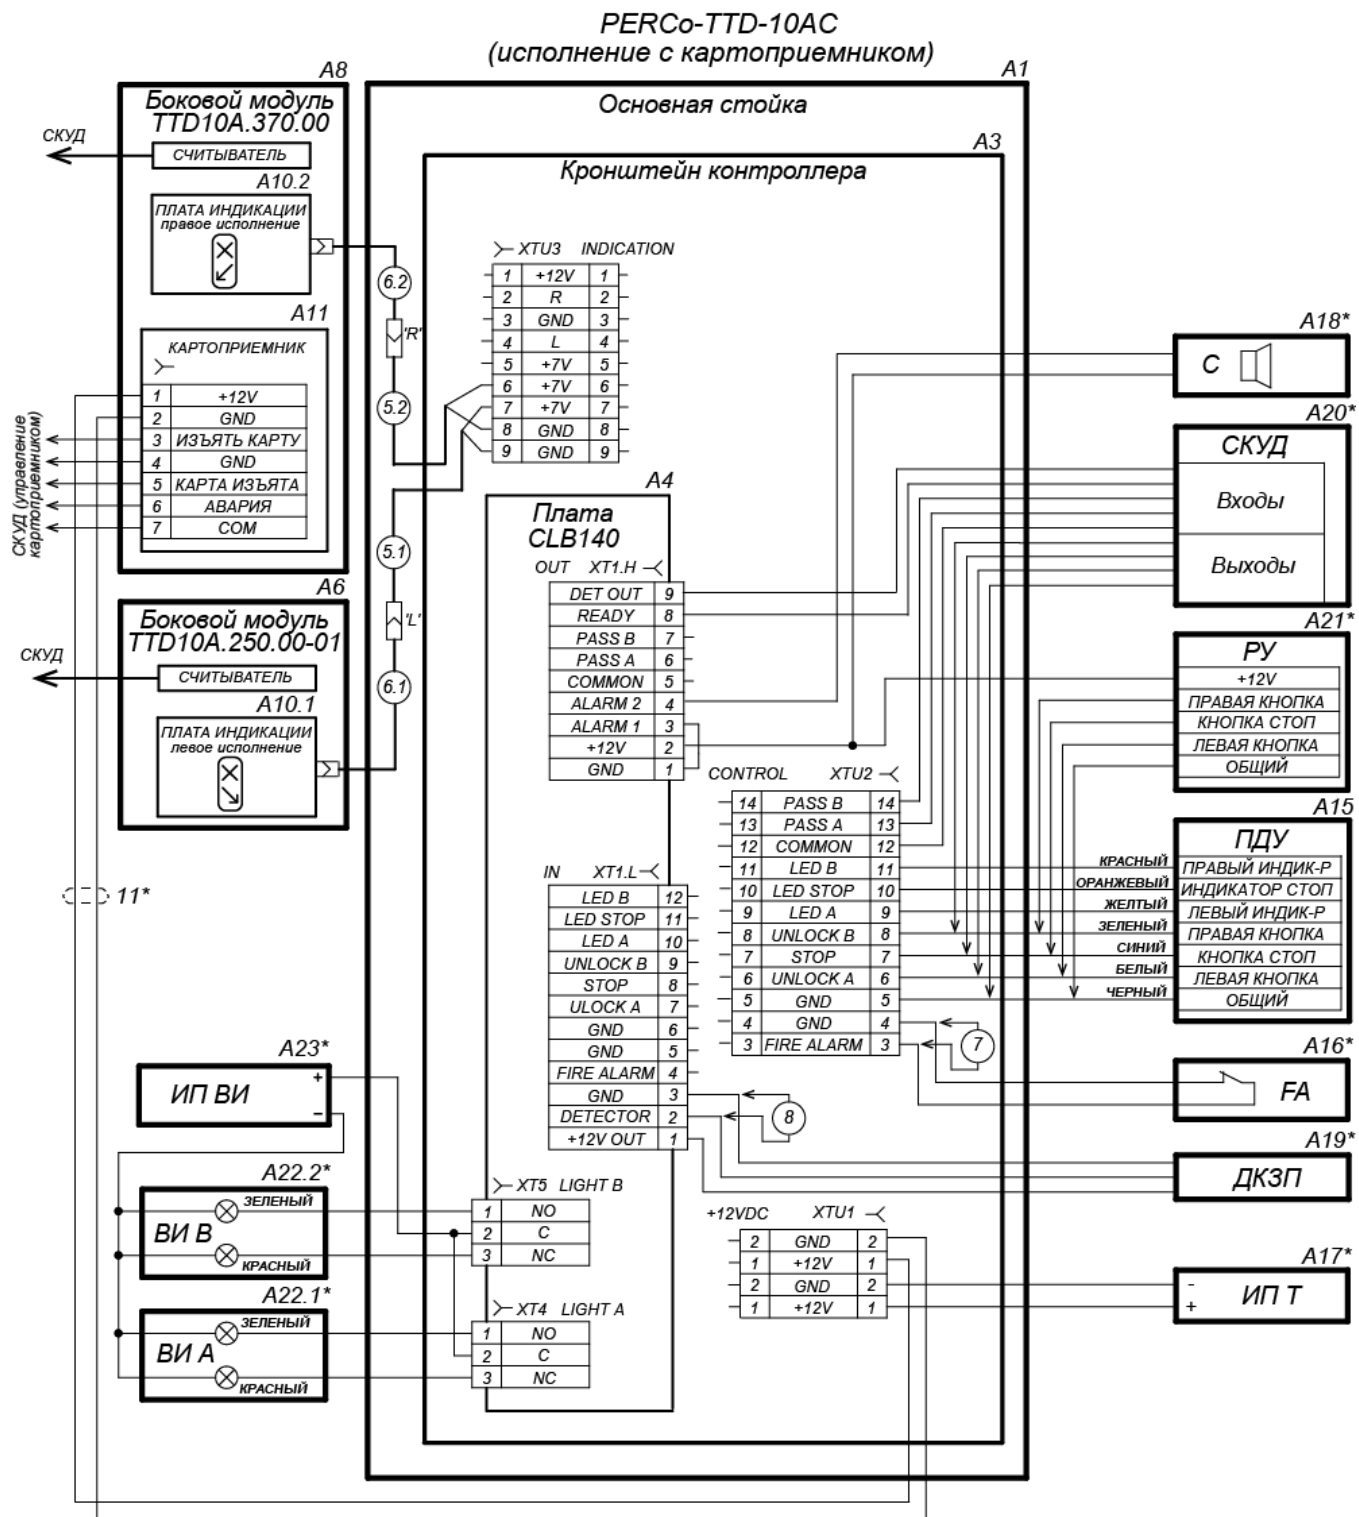 PERCo-TTD-10AC
(исполнение с картоприемником)
A8
Боковой модуль
TTD10A.370.00
СКУД
СЧИТЫВАТЕЛЬ
A10.2
ПЛАТА ИНДИКАЦИИ
правое исполнение
6.2
'R'
5.2
A11
КАРТОПРИЕМНИК
1 +12V
2 GND
3 ИЗЪЯТЬ КАРТУ
4 GND
5 КАРТА ИЗЪЯТА
6 АВАРИЯ
7 COM
СКУД (управление
картоприемником)
A6
Боковой модуль
TTD10A.250.00-01
СКУД
СЧИТЫВАТЕЛЬ
A10.1
ПЛАТА ИНДИКАЦИИ
левое исполнение
5.1
'L'
6.1
11*
A23*
ИП ВИ
+
−
A22.2*
ВИ В
ЗЕЛЕНЫЙ
КРАСНЫЙ
A22.1*
ВИ А
ЗЕЛЕНЫЙ
КРАСНЫЙ
A1
Основная стойка
A3
Кронштейн контроллера
XTU3 INDICATION
1 +12V 1
2 R 2
3 GND 3
4 L 4
5 +7V 5
6 +7V 6
7 +7V 7
8 GND 8
9 GND 9
A4
Плата
CLB140
OUT XT1.H
DET OUT 9
READY 8
PASS B 7
PASS A 6
COMMON 5
ALARM 2 4
ALARM 1 3
+12V 2
GND 1
IN XT1.L
LED B 12
LED STOP 11
LED A 10
UNLOCK B 9
STOP 8
ULOCK A 7
GND 6
GND 5
FIRE ALARM 4
GND 3
DETECTOR 2
+12V OUT 1
8
XT5 LIGHT B
1 NO
2 C
3 NC
XT4 LIGHT A
1 NO
2 C
3 NC
CONTROL XTU2
14 PASS B 14
13 PASS A 13
12 COMMON 12
11 LED B 11
10 LED STOP 10
9 LED A 9
8 UNLOCK B 8
7 STOP 7
6 UNLOCK A 6
5 GND 5
4 GND 4
3 FIRE ALARM 3
7
+12VDC XTU1
2 GND 2
1 +12V 1
2 GND 2
1 +12V 1
A18*
С
A20*
СКУД
Входы
Выходы
A21*
РУ
+12V
ПРАВАЯ КНОПКА
КНОПКА СТОП
ЛЕВАЯ КНОПКА
ОБЩИЙ
A15
ПДУ
КРАСНЫЙ ПРАВЫЙ ИНДИК-Р
ОРАНЖЕВЫЙ ИНДИКАТОР СТОП
ЖЕЛТЫЙ ЛЕВЫЙ ИНДИК-Р
ЗЕЛЕНЫЙ ПРАВАЯ КНОПКА
СИНИЙ КНОПКА СТОП
БЕЛЫЙ ЛЕВАЯ КНОПКА
ЧЕРНЫЙ ОБЩИЙ
A16*
FA
A19*
ДКЗП
A17*
ИП Т
-
+